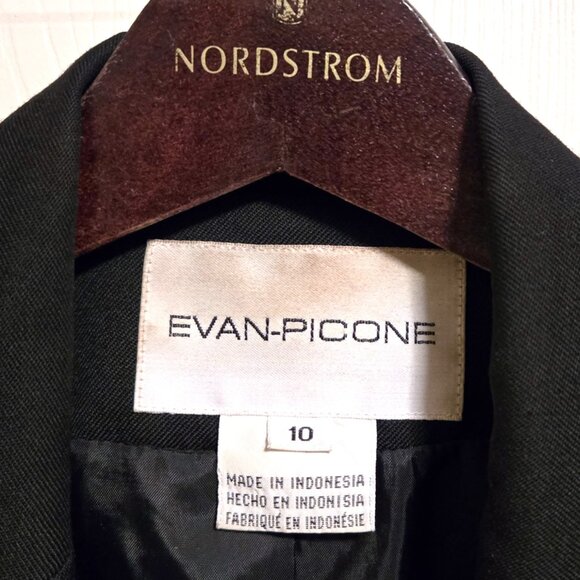 N
NORDSTROM
EVAN-PICONE
10
MADE IN INDONESIA
HECHO EN INDONISIA
FABRIQUÉ EN INDONÉSIE